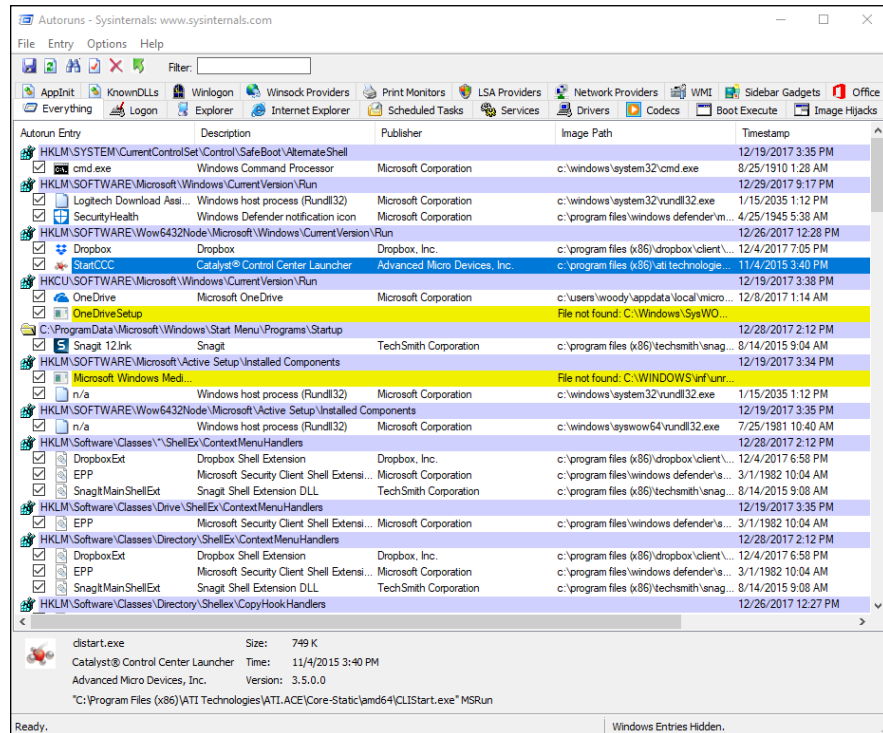 Autoruns - Sysinternals: www.sysinternals.com
File Entry Options Help
Filter:
AppInit KnownDLLs Winlogon Winsock Providers Print Monitors LSA Providers Network Providers WMI Sidebar Gadgets Office
Everything Logon Explorer Internet Explorer Scheduled Tasks Services Drivers Codecs Boot Execute Image Hijacks
Autorun Entry Description Publisher Image Path Timestamp
HKLM\SYSTEM\CurrentControlSet\Control\SafeBoot\AlternateShell 12/19/2017 3:35 PM
cmd.exe Windows Command Processor Microsoft Corporation c:\windows\system32\cmd.exe 8/25/1910 1:28 AM
HKLM\SOFTWARE\Microsoft\Windows\CurrentVersion\Run 12/29/2017 9:17 PM
Logitech Download Assi... Windows host process (Rundll32) Microsoft Corporation c:\windows\system32\rundll32.exe 1/15/2035 1:12 PM
SecurityHealth Windows Defender notification icon Microsoft Corporation c:\program files\windows defender\m... 4/25/1945 5:38 AM
HKLM\SOFTWARE\Wow6432Node\Microsoft\Windows\CurrentVersion\Run 12/26/2017 12:28 PM
Dropbox Dropbox Dropbox, Inc. c:\program files (x86)\dropbox\client\... 12/4/2017 7:05 PM
StartCCC Catalyst® Control Center Launcher Advanced Micro Devices, Inc. c:\program files (x86)\ati technologie... 11/4/2015 3:40 PM
HKCU\SOFTWARE\Microsoft\Windows\CurrentVersion\Run 12/19/2017 3:38 PM
OneDrive Microsoft OneDrive Microsoft Corporation c:\users\woody\appdata\local\micro... 12/8/2017 1:14 AM
OneDriveSetup File not found: C:\Windows\SysWO...
C:\ProgramData\Microsoft\Windows\Start Menu\Programs\Startup 12/28/2017 2:12 PM
Snagit 12.lnk Snagit TechSmith Corporation c:\program files (x86)\techsmith\snag... 8/14/2015 9:04 AM
HKLM\SOFTWARE\Microsoft\Active Setup\Installed Components 12/19/2017 3:34 PM
Microsoft Windows Medi... File not found: C:\WINDOWS\inf\unr...
n/a Windows host process (Rundll32) Microsoft Corporation c:\windows\system32\rundll32.exe 1/15/2035 1:12 PM
HKLM\SOFTWARE\Wow6432Node\Microsoft\Active Setup\Installed Components 12/19/2017 3:35 PM
n/a Windows host process (Rundll32) Microsoft Corporation c:\windows\syswow64\rundll32.exe 7/25/1981 10:40 AM
HKLM\Software\Classes\*\ShellEx\ContextMenuHandlers 12/28/2017 2:12 PM
DropboxExt Dropbox Shell Extension Dropbox, Inc. c:\program files (x86)\dropbox\client\... 12/4/2017 6:58 PM
EPP Microsoft Security Client Shell Extensi... Microsoft Corporation c:\program files\windows defender\s... 3/1/1982 10:04 AM
SnagItMainShellExt Snagit Shell Extension DLL TechSmith Corporation c:\program files (x86)\techsmith\snag... 8/14/2015 9:08 AM
HKLM\Software\Classes\Drive\ShellEx\ContextMenuHandlers 12/19/2017 3:35 PM
EPP Microsoft Security Client Shell Extensi... Microsoft Corporation c:\program files\windows defender\s... 3/1/1982 10:04 AM
HKLM\Software\Classes\Directory\ShellEx\ContextMenuHandlers 12/28/2017 2:12 PM
DropboxExt Dropbox Shell Extension Dropbox, Inc. c:\program files (x86)\dropbox\client\... 12/4/2017 6:58 PM
EPP Microsoft Security Client Shell Extensi... Microsoft Corporation c:\program files\windows defender\s... 3/1/1982 10:04 AM
SnagItMainShellExt Snagit Shell Extension DLL TechSmith Corporation c:\program files (x86)\techsmith\snag... 8/14/2015 9:08 AM
HKLM\Software\Classes\Directory\Shellex\CopyHookHandlers 12/26/2017 12:27 PM
clistart.exe Size: 749 K
Catalyst® Control Center Launcher Time: 11/4/2015 3:40 PM
Advanced Micro Devices, Inc. Version: 3.5.0.0
"C:\Program Files (x86)\ATI Technologies\ATI.ACE\Core-Static\amd64\CLIStart.exe" MSRun
Ready. Windows Entries Hidden.